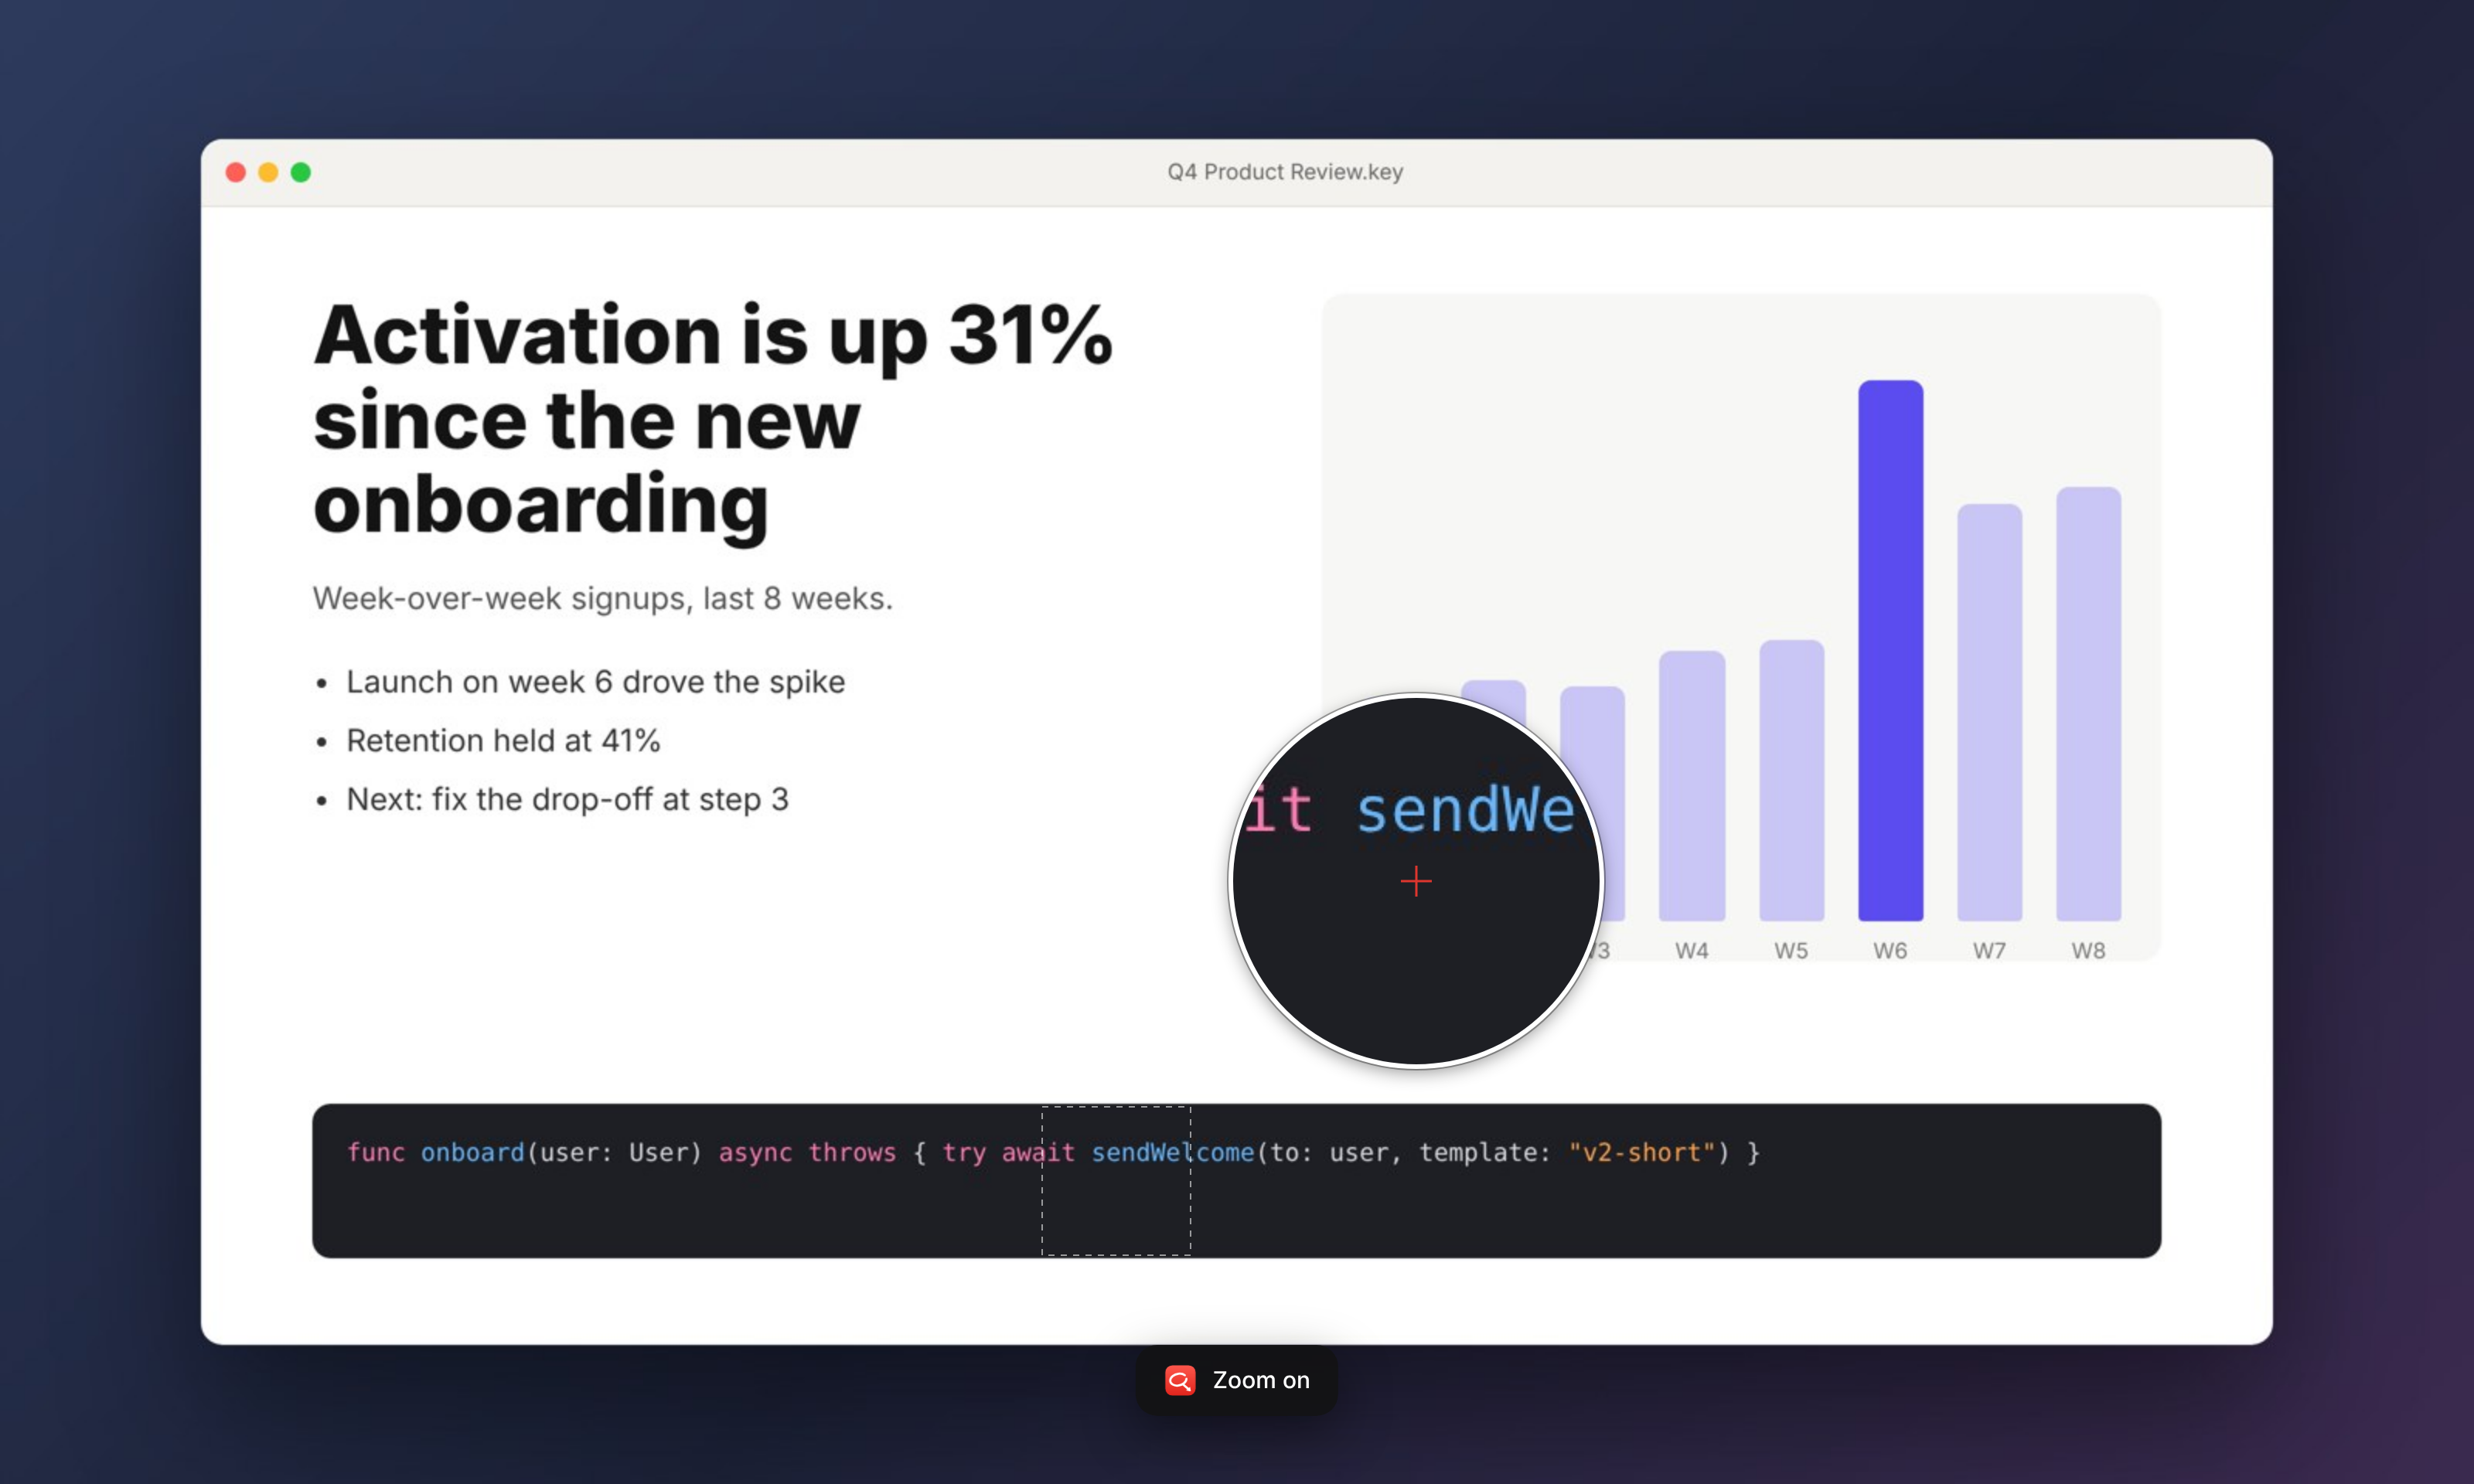 Q4 Product Review.key
Activation is up 31%
since the new
onboarding
Week-over-week signups, last 8 weeks.
• Launch on week 6 drove the spike
• Retention held at 41%
• Next: fix the drop-off at step 3
it sendWe
W4 W5 W6 W7 W8
func onboard(user: User) async throws { try await sendWelcome(to: user, template: "v2-short") }
Zoom on